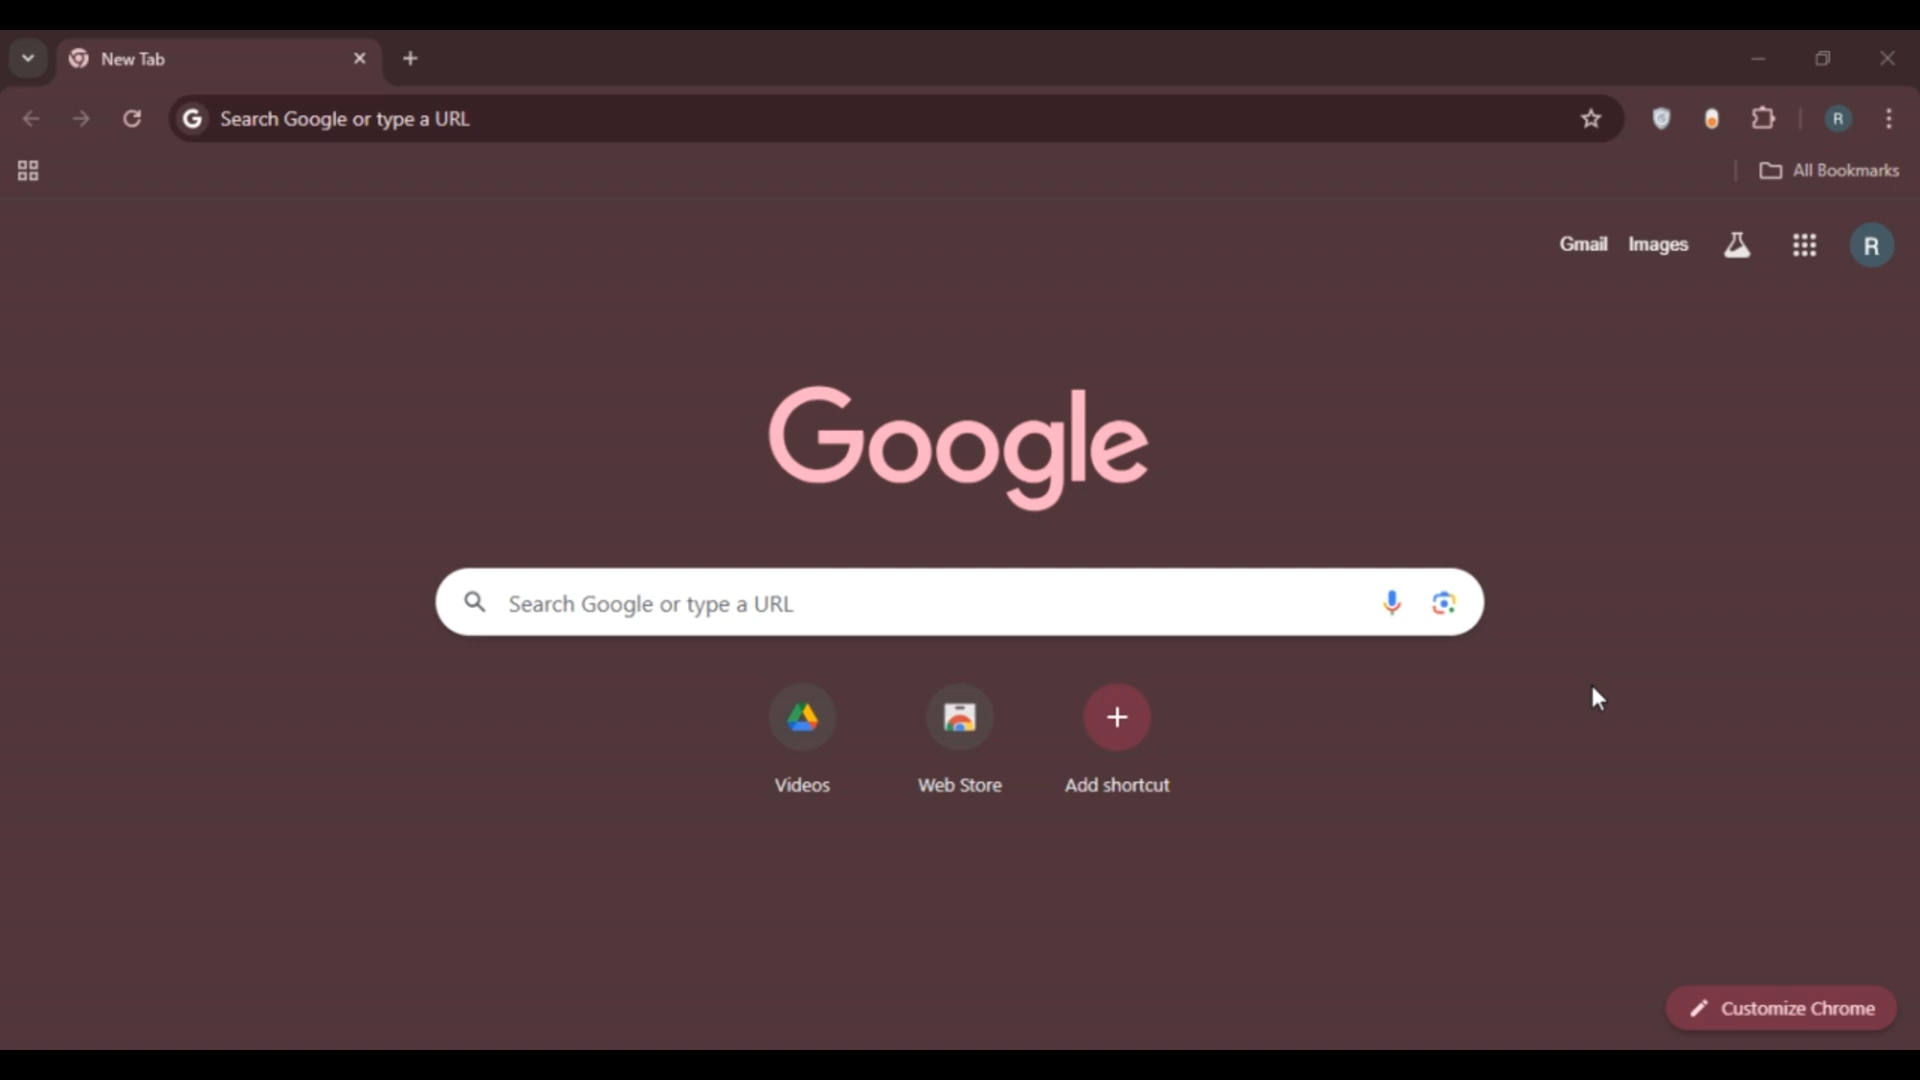 New Tab
Search Google or type a URL
R
All Bookmarks
Gmail Images
R
Google
Search Google or type a URL
Videos Web Store Add shortcut
Customize Chrome